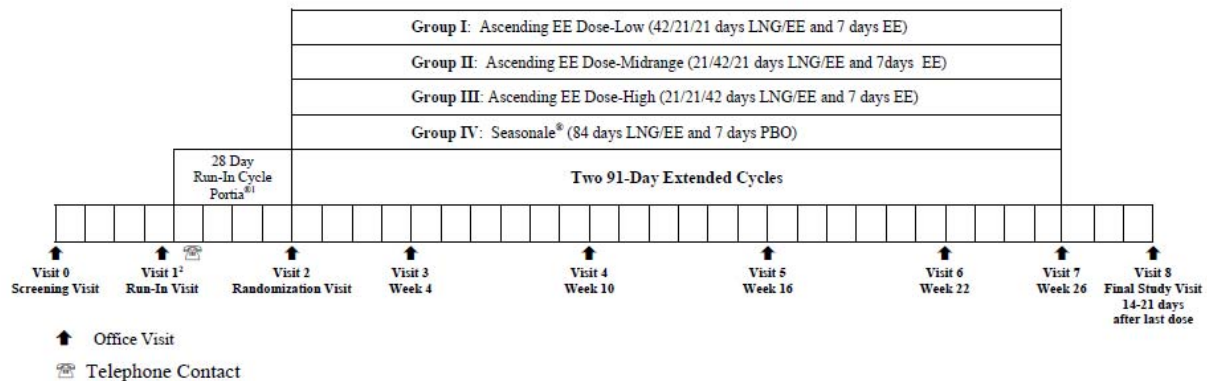 Group I: Ascending EE Dose-Low (42/21/21 days LNG/EE and 7 days EE)
Group II: Ascending EE Dose-Midrange (21/42/21 days LNG/EE and 7days EE)
Group III: Ascending EE Dose-High (21/21/42 days LNG/EE and 7 days EE)
Group IV: Seasonale® (84 days LNG/EE and 7 days PBO)
28 Day
Run-In Cycle
Portia®1
Two 91-Day Extended Cycles
Visit 0
Screening Visit
Visit 1²
Run-In Visit
Visit 2
Randomization Visit
Visit 3
Week 4
Visit 4
Week 10
Visit 5
Week 16
Visit 6
Week 22
Visit 7
Week 26
Visit 8
Final Study Visit
14-21 days
after last dose
Office Visit
Telephone Contact